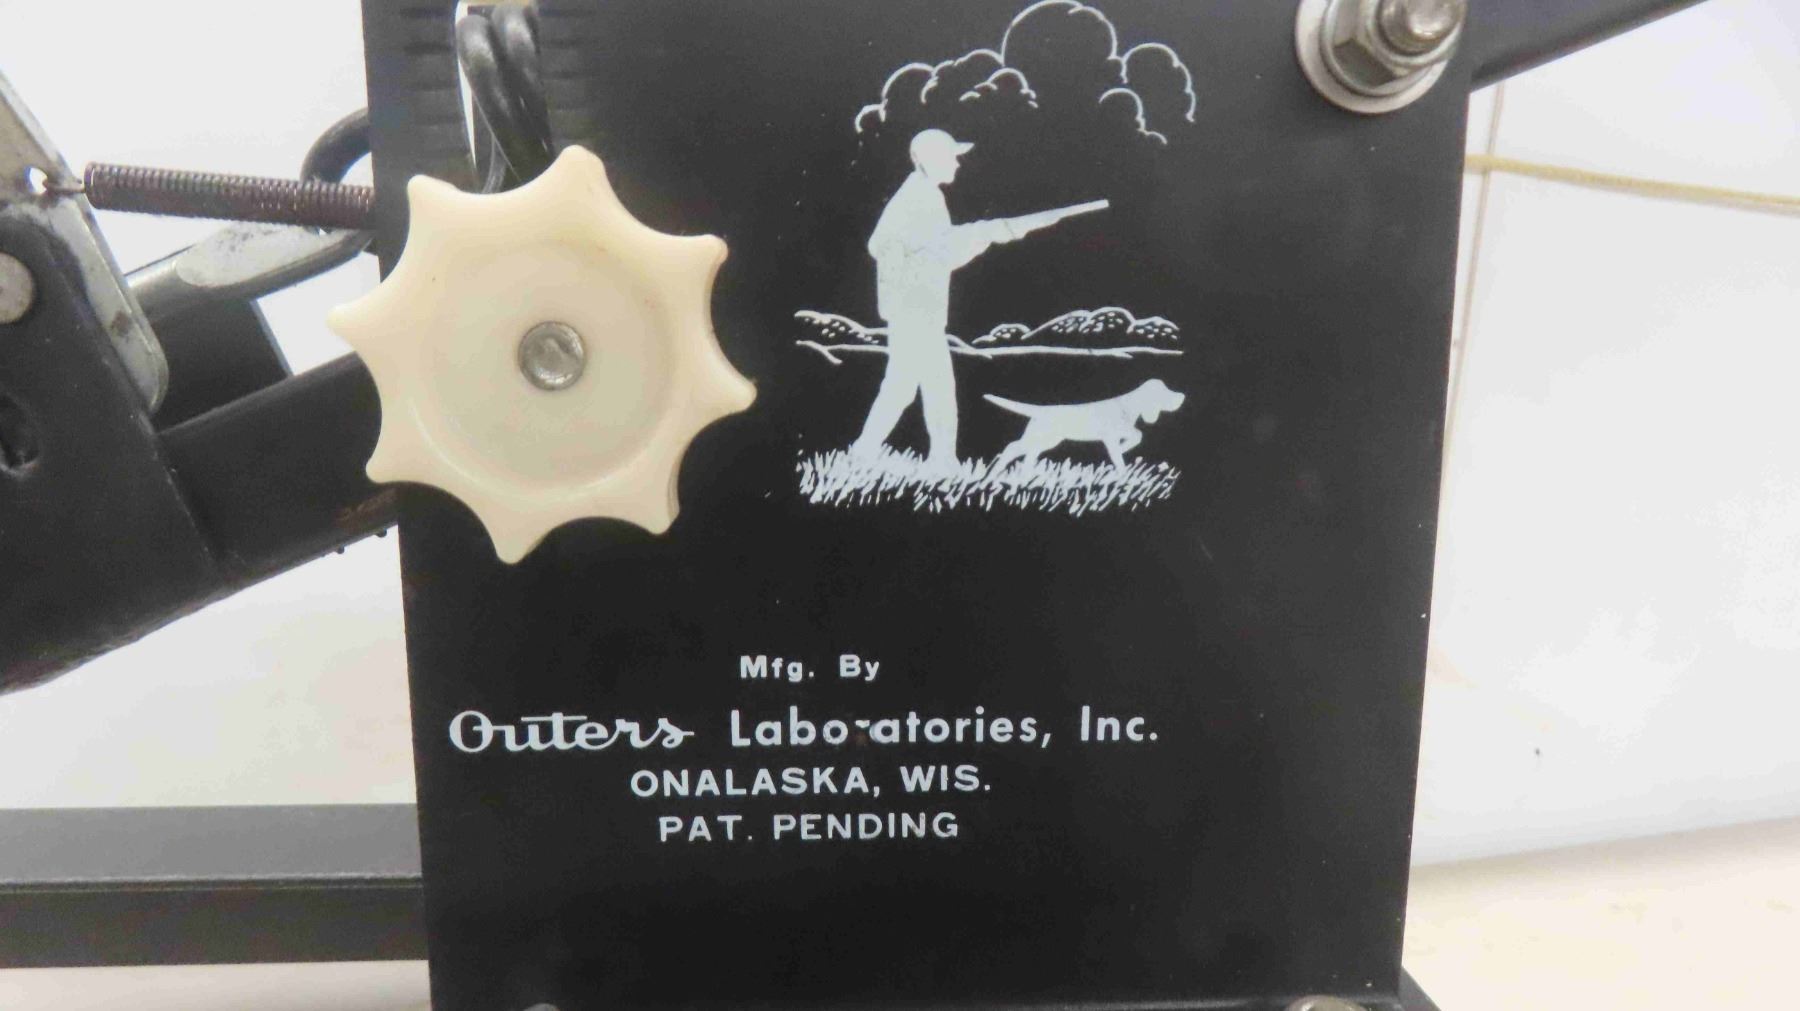 Mfg. By
Outers Laboratories, Inc.
ONALASKA, WIS.
PAT. PENDING